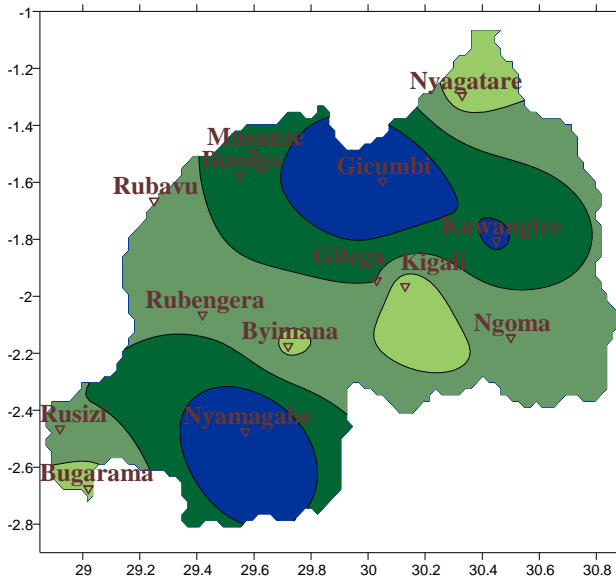 -1
-1.2
Nyagatare
-1.4
Musanze
Busogo
Gicumbi
-1.6
Rubavu
Kawangire
-1.8
Gitega
Kigali
-2
Rubengera
Byimana
Ngoma
-2.2
-2.4
Rusizi
Nyamagabe
-2.6
Bugarama
-2.8
29 29.2 29.4 29.6 29.8 30 30.2 30.4 30.6 30.8